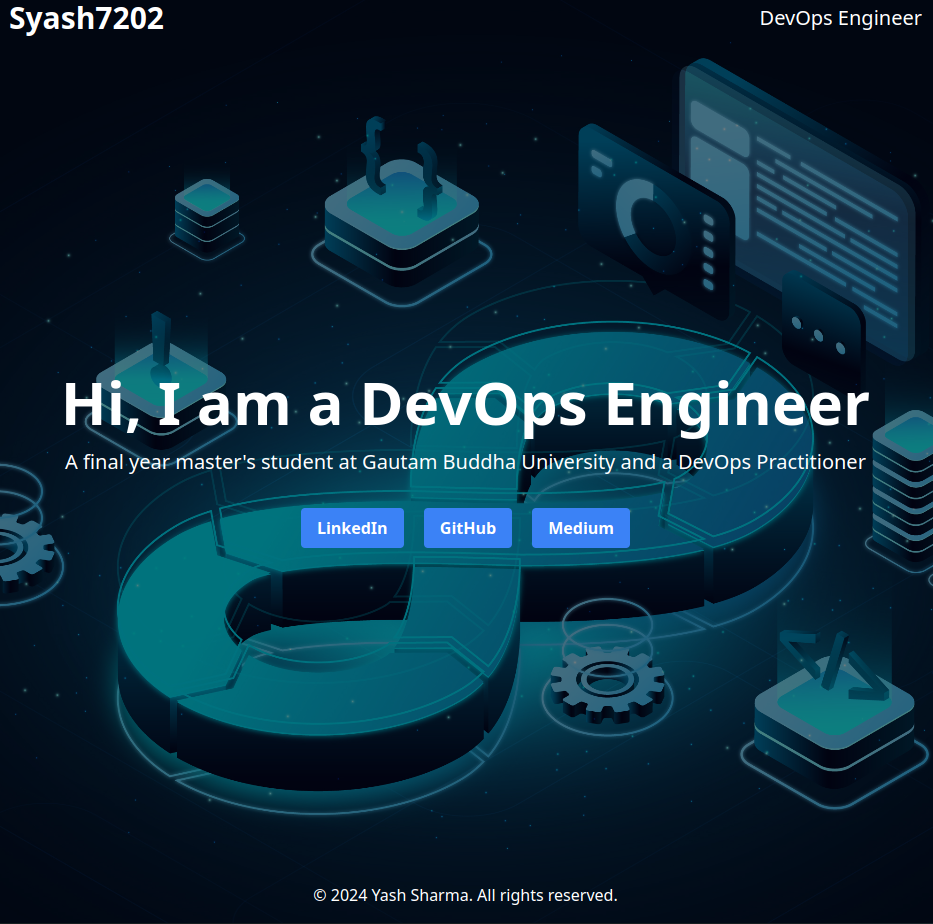 Syash7202
DevOps Engineer
Hi, I am a DevOps Engineer
A final year master's student at Gautam Buddha University and a DevOps Practitioner
LinkedIn
GitHub
Medium
© 2024 Yash Sharma. All rights reserved.